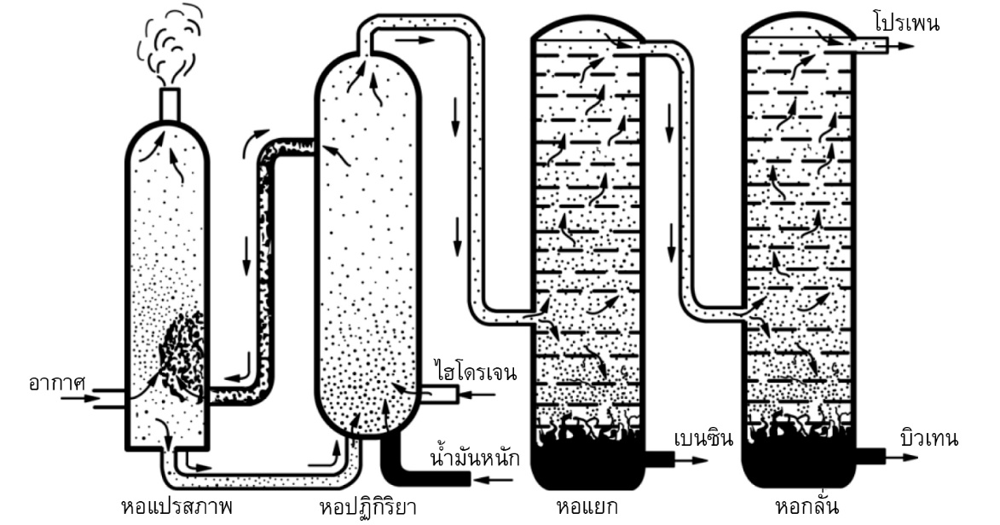 โปรเพน
อากาศ
ไฮโดรเจน
น้ำมันหนัก
เบนซิน
บิวเทน
หอแปรสภาพ
หอปฏิกิริยา
หอแยก
หอกลั่น